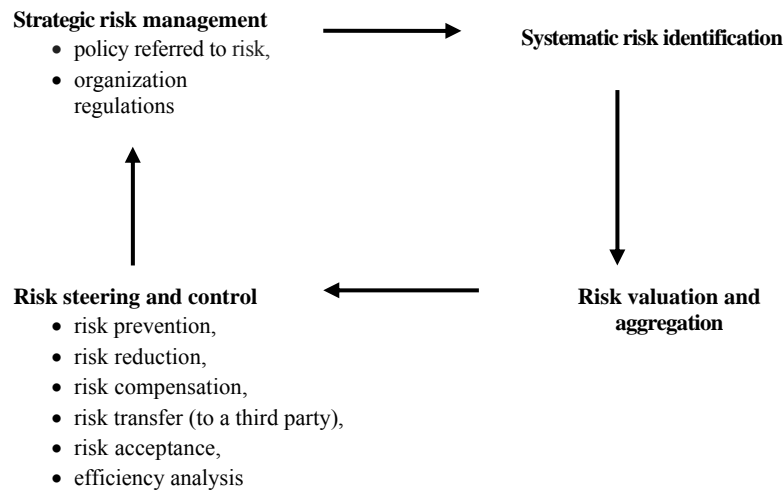 Strategic risk management
• policy referred to risk,
• organization
regulations
Systematic risk identification
Risk steering and control
• risk prevention,
• risk reduction,
• risk compensation,
• risk transfer (to a third party),
• risk acceptance,
• efficiency analysis
Risk valuation and
aggregation